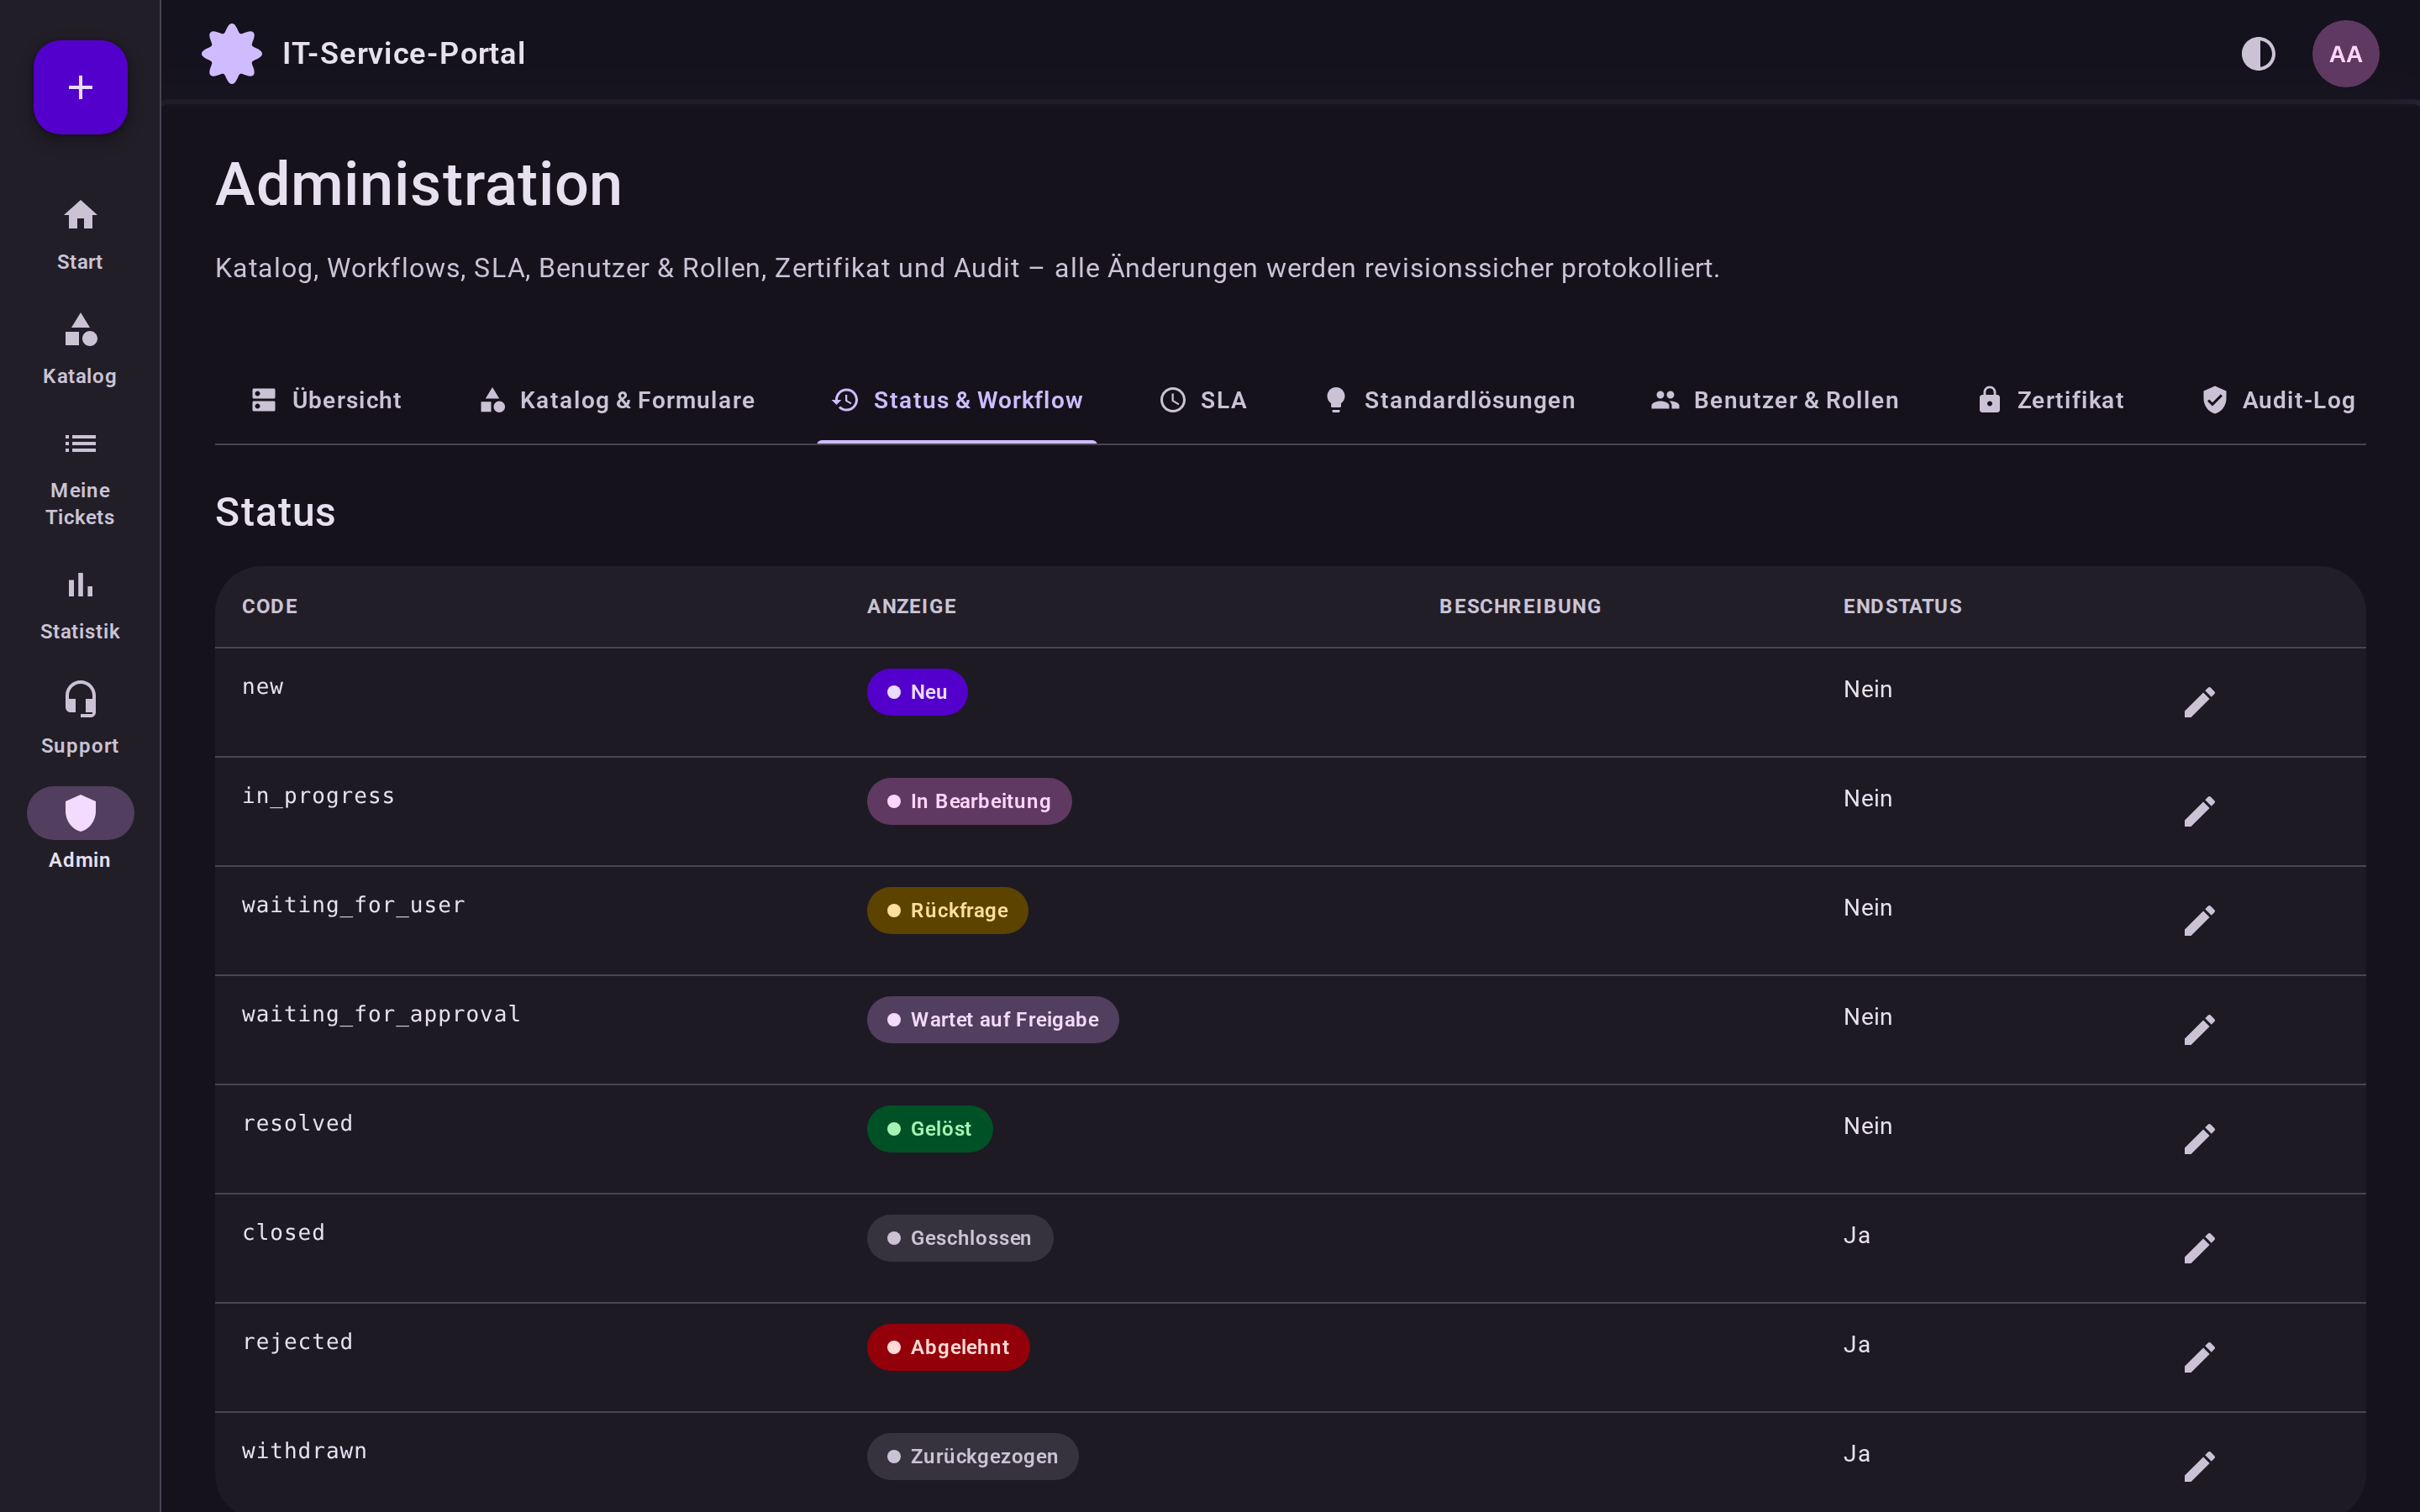 +
IT-Service-Portal
AA
Start
Katalog
Meine
Tickets
Statistik
Support
Admin
Administration
Katalog, Workflows, SLA, Benutzer & Rollen, Zertifikat und Audit – alle Änderungen werden revisionssicher protokolliert.
Übersicht Katalog & Formulare Status & Workflow SLA Standardlösungen Benutzer & Rollen Zertifikat Audit-Log
Status
CODE ANZEIGE BESCHREIBUNG ENDSTATUS
new Neu Nein
in_progress In Bearbeitung Nein
waiting_for_user Rückfrage Nein
waiting_for_approval Wartet auf Freigabe Nein
resolved Gelöst Nein
closed Geschlossen Ja
rejected Abgelehnt Ja
withdrawn Zurückgezogen Ja